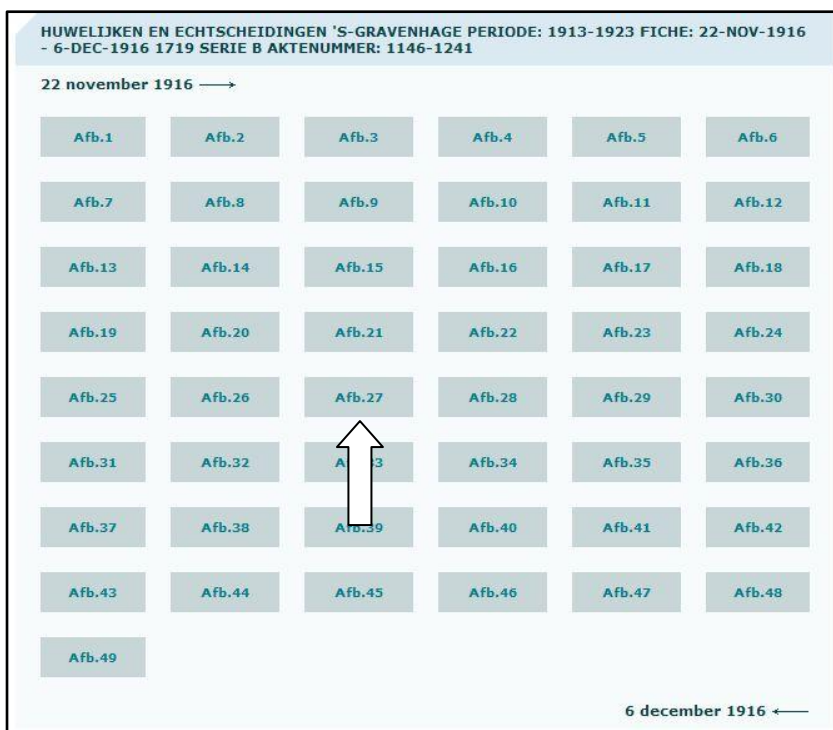 HUWELIJKEN EN ECHTSCHEIDINGEN 'S-GRAVENHAGE PERIODE: 1913-1923 FICHE: 22-NOV-1916
- 6-DEC-1916 1719 SERIE B AKTENUMMER: 1146-1241
22 november 1916 →
Afb.1 Afb.2 Afb.3 Afb.4 Afb.5 Afb.6
Afb.7 Afb.8 Afb.9 Afb.10 Afb.11 Afb.12
Afb.13 Afb.14 Afb.15 Afb.16 Afb.17 Afb.18
Afb.19 Afb.20 Afb.21 Afb.22 Afb.23 Afb.24
Afb.25 Afb.26 Afb.27 Afb.28 Afb.29 Afb.30
Afb.31 Afb.32 Afb.34 Afb.35 Afb.36
Afb.37 Afb.38 Afb.39 Afb.40 Afb.41 Afb.42
Afb.43 Afb.44 Afb.45 Afb.46 Afb.47 Afb.48
Afb.49
6 december 1916 ←